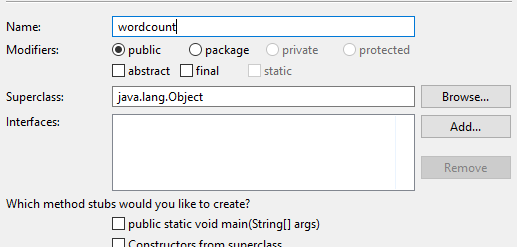 Name: wordcount
Modifiers: public package private protected
abstract final static
Superclass: java.lang.Object Browse...
Interfaces: Add...
Remove
Which method stubs would you like to create?
public static void main(String[] args)
Constructors from superclass